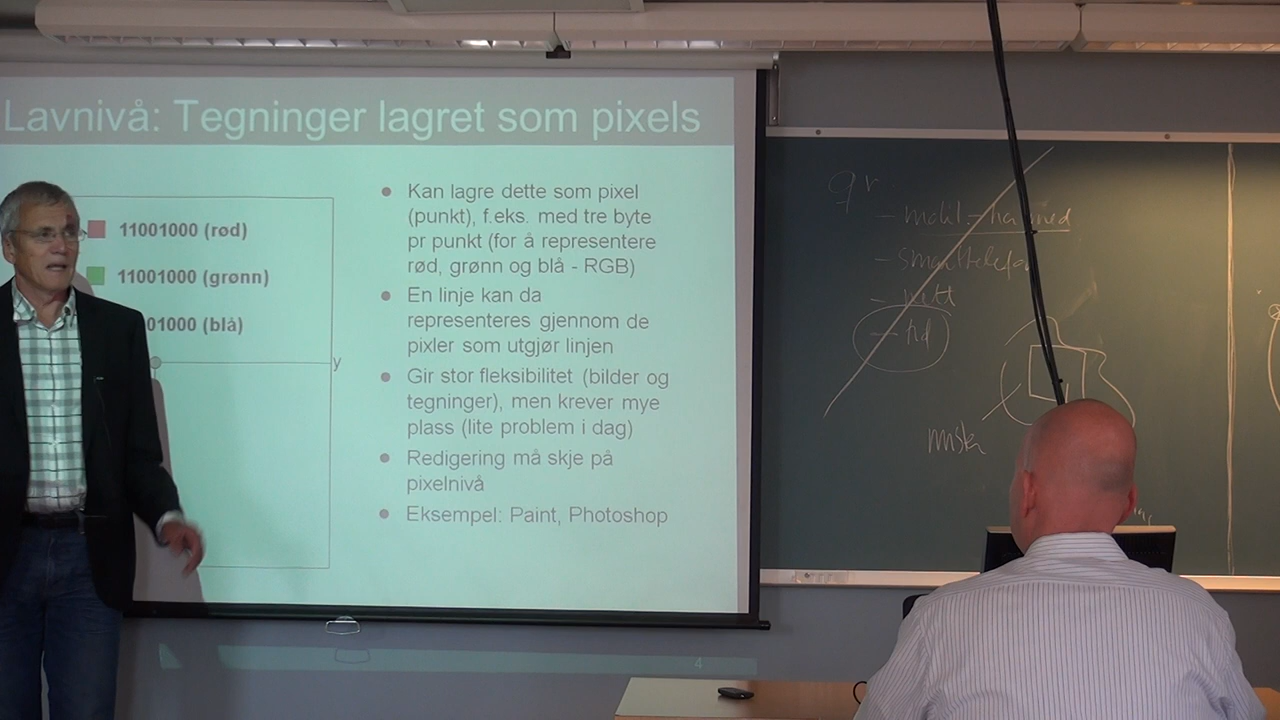 Lavnivå: Tegninger lagret som pixels
11001000 (rød)
11001000 (grønn)
01000 (blå)
y
● Kan lagre dette som pixel
(punkt), f.eks. med tre byte
pr punkt (for å representere
rød, grønn og blå - RGB)
● En linje kan da
representeres gjennom de
pixler som utgjør linjen
● Gir stor fleksibilitet (bilder og
tegninger), men krever mye
plass (lite problem i dag)
● Redigering må skje på
pixelnivå
● Eksempel: Paint, Photoshop
4